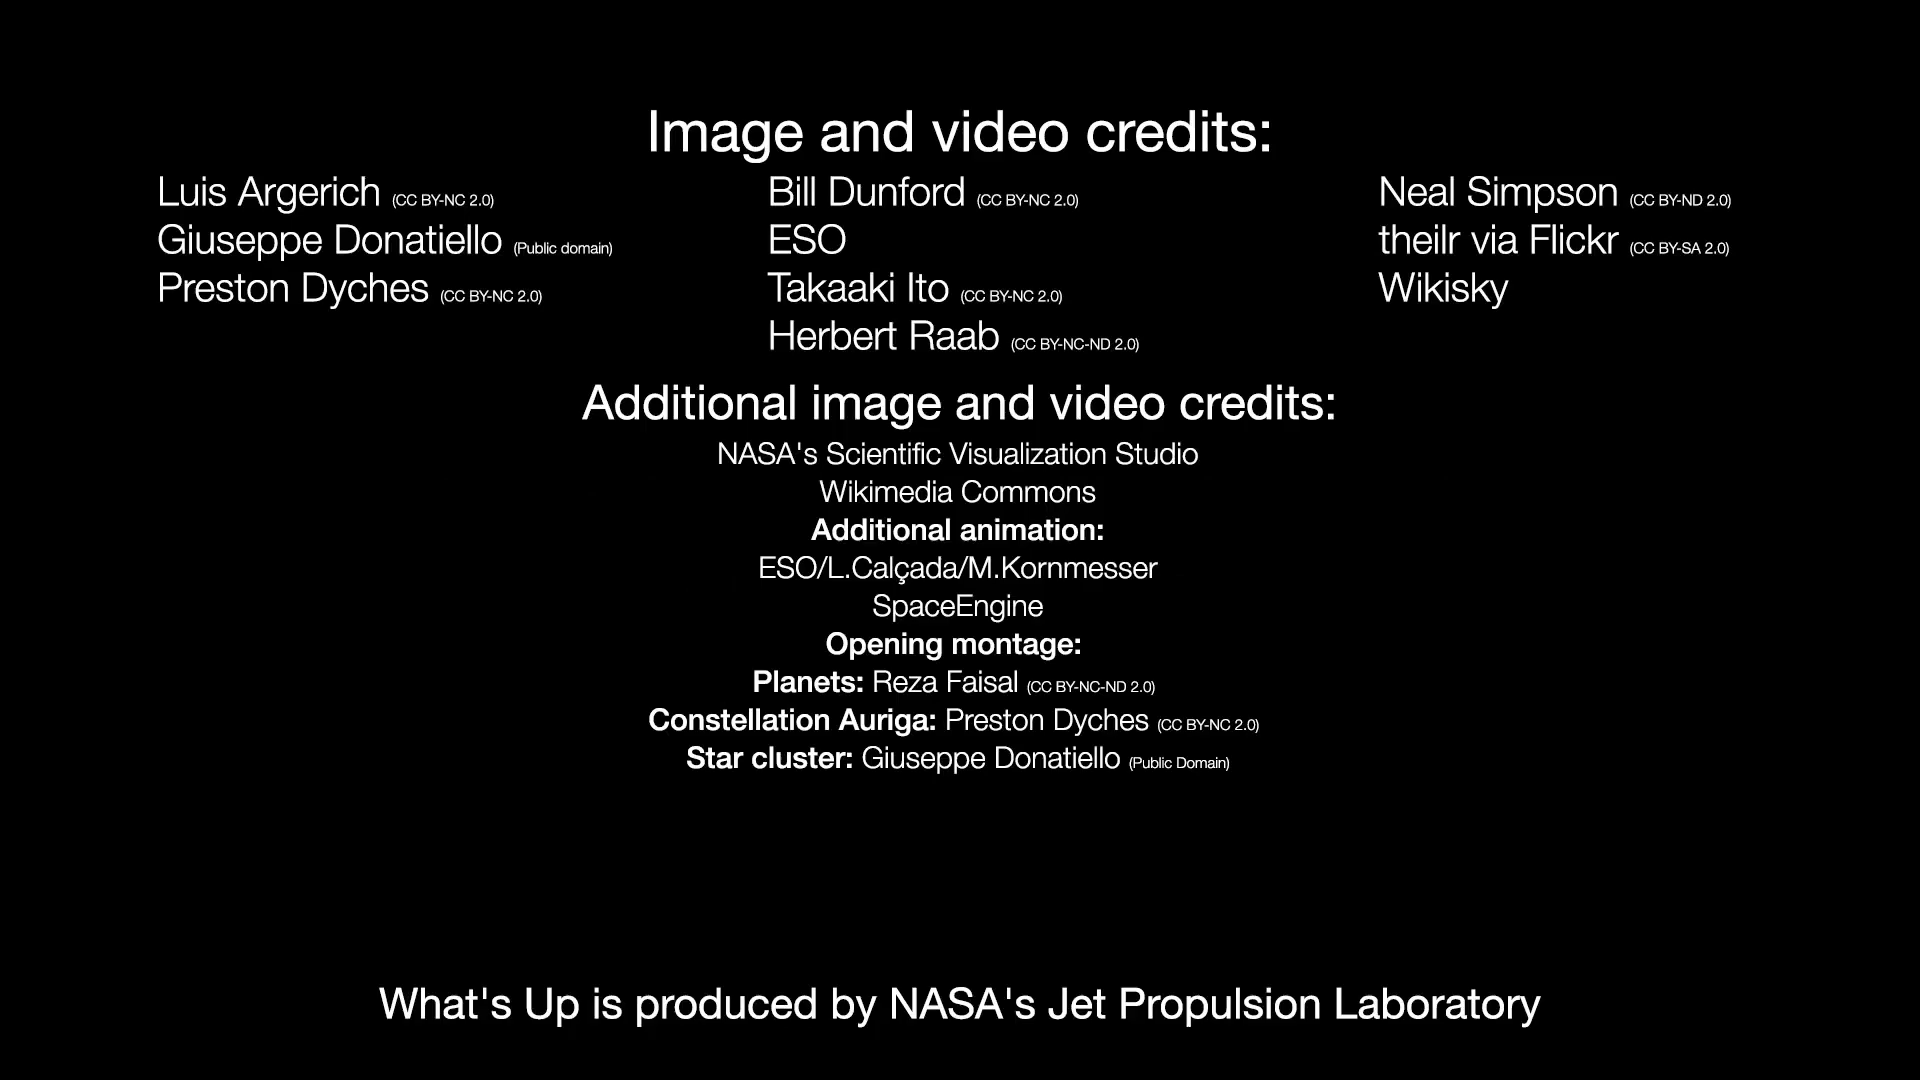 Image and video credits:
Luis Argerich (CC BY-NC 2.0)
Giuseppe Donatiello (Public domain)
Preston Dyches (CC BY-NC 2.0)
Bill Dunford (CC BY-NC 2.0)
ESO
Takaaki Ito (CC BY-NC 2.0)
Herbert Raab (CC BY-NC-ND 2.0)
Neal Simpson (CC BY-ND 2.0)
theilr via Flickr (CC BY-SA 2.0)
Wikisky
Additional image and video credits:
NASA's Scientific Visualization Studio
Wikimedia Commons
Additional animation:
ESO/L.Calçada/M.Kornmesser
SpaceEngine
Opening montage:
Planets: Reza Faisal (CC BY-NC-ND 2.0)
Constellation Auriga: Preston Dyches (CC BY-NC 2.0)
Star cluster: Giuseppe Donatiello (Public Domain)
What's Up is produced by NASA's Jet Propulsion Laboratory